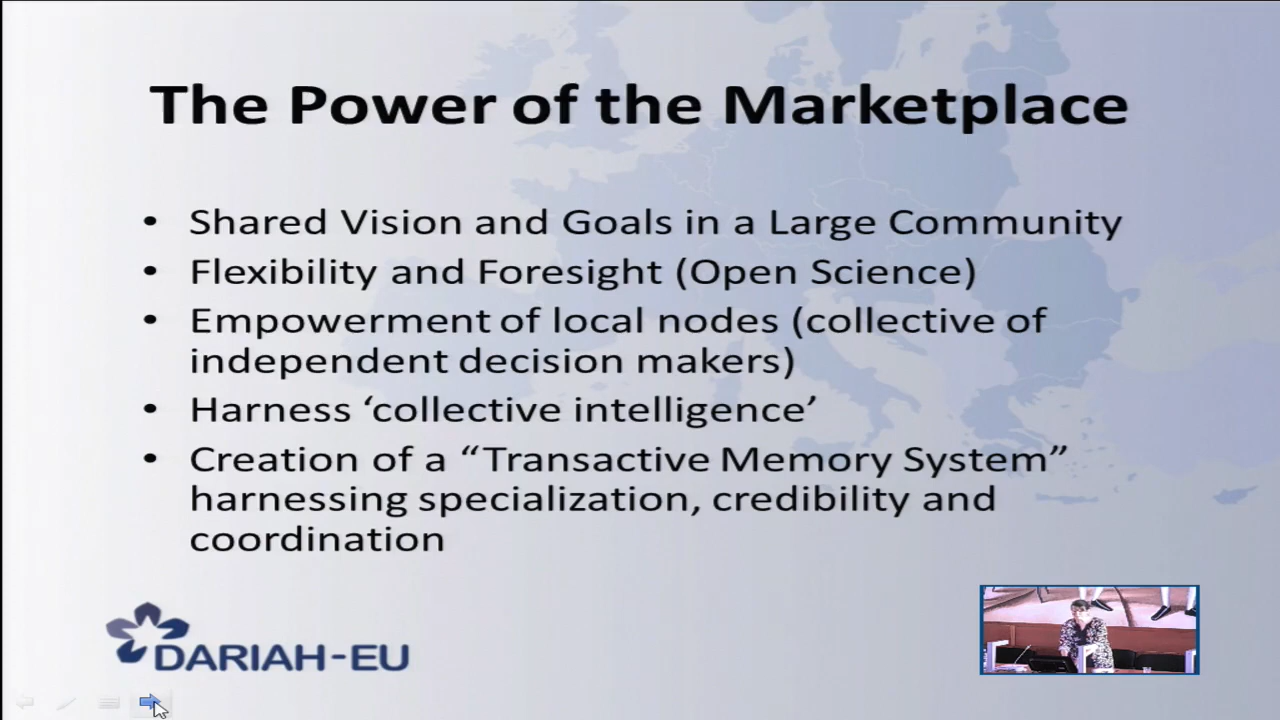 The Power of the Marketplace
• Shared Vision and Goals in a Large Community
• Flexibility and Foresight (Open Science)
• Empowerment of local nodes (collective of
independent decision makers)
• Harness ‘collective intelligence’
• Creation of a “Transactive Memory System”
harnessing specialization, credibility and
coordination
DARIAH-EU